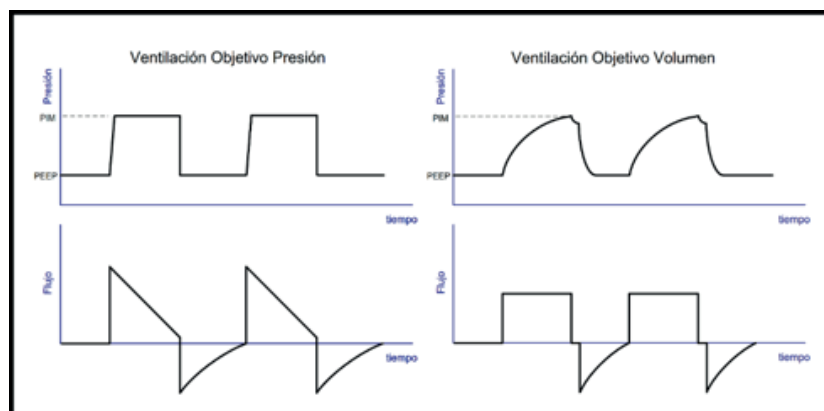 Ventilación Objetivo Presión
Presión
PIM
PEEP
tiempo
Flujo
tiempo
Ventilación Objetivo Volumen
Presión
PIM
PEEP
tiempo
Flujo
tiempo